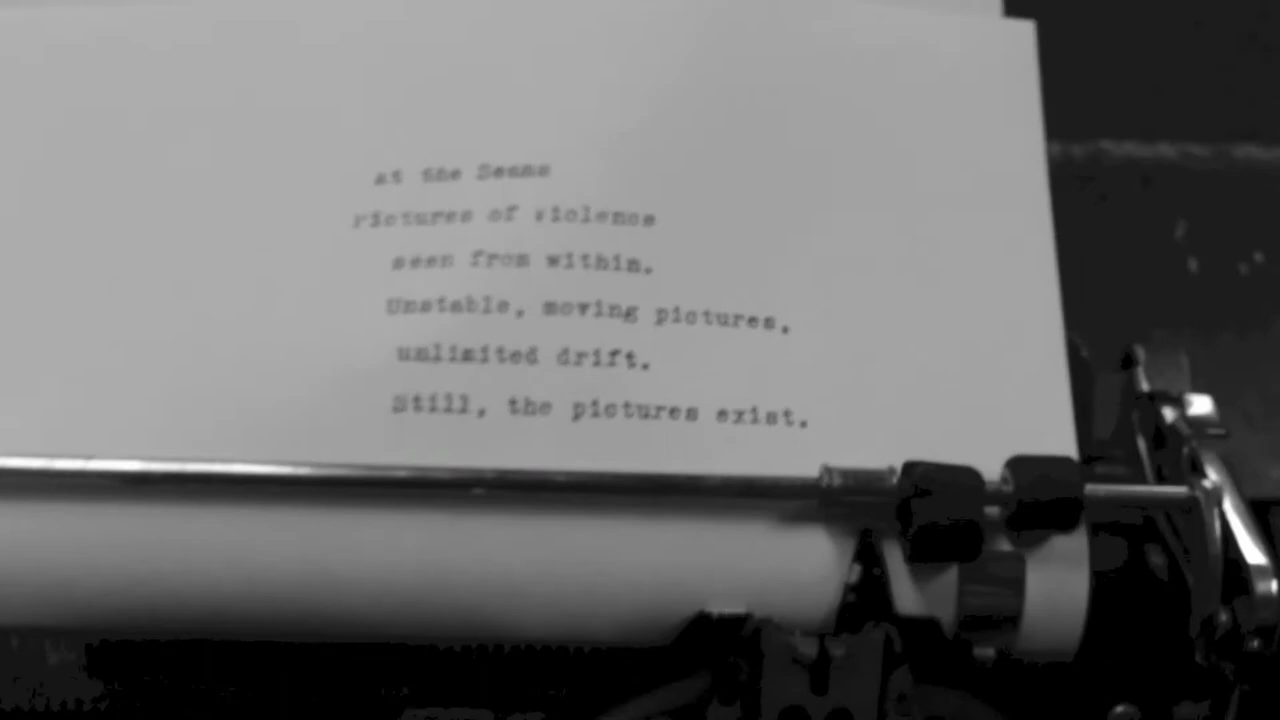 at the Seams
Pictures of violence
seen from within.
Unstable, moving pictures,
unlimited drift.
Still, the pictures exist.